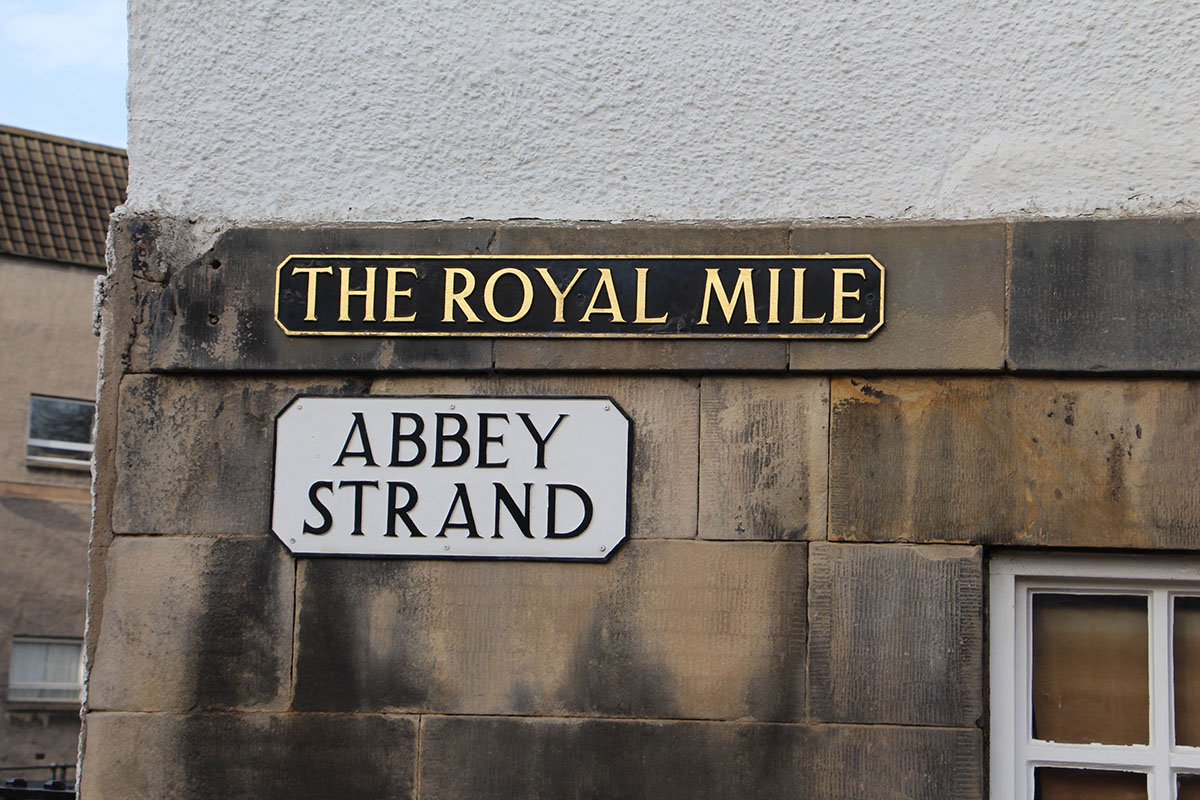 THE ROYAL MILE
ABBEY
STRAND